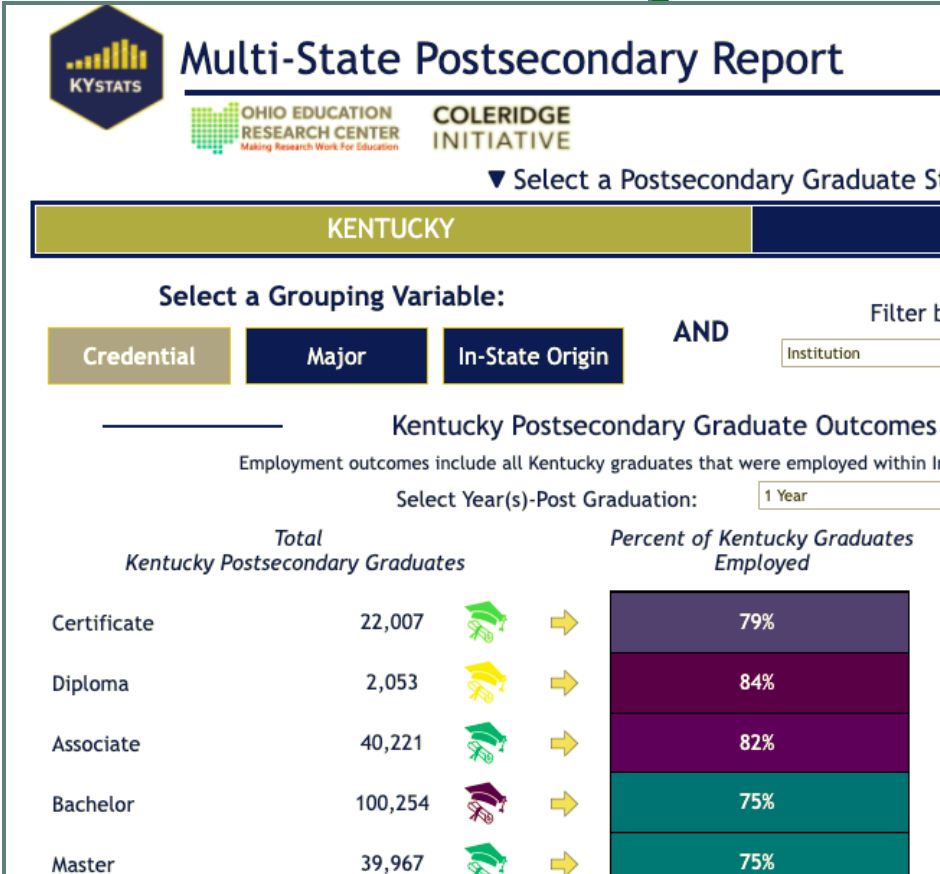 KYSTATS
Multi-State Postsecondary Report
OHIO EDUCATION
RESEARCH CENTER
Making Research Work For Education
COLERIDGE
INITIATIVE
▼ Select a Postsecondary Graduate St
KENTUCKY
Select a Grouping Variable:
Credential Major In-State Origin
AND
Filter b
Institution
Kentucky Postsecondary Graduate Outcomes
Employment outcomes include all Kentucky graduates that were employed within In
Select Year(s)-Post Graduation: 1 Year
Total
Kentucky Postsecondary Graduates
Percent of Kentucky Graduates
Employed
Certificate 22,007 79%
Diploma 2,053 84%
Associate 40,221 82%
Bachelor 100,254 75%
Master 39,967 75%